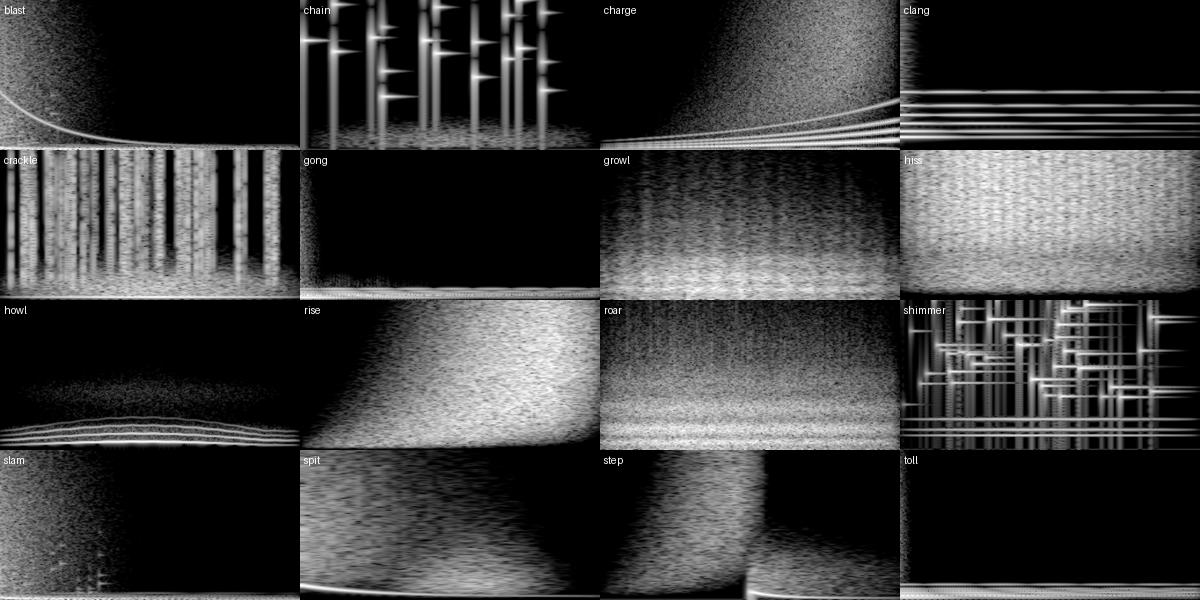 blast
chain
charge
clang
crackle
gong
growl
hiss
howl
rise
roar
shimmer
slam
spit
step
toll